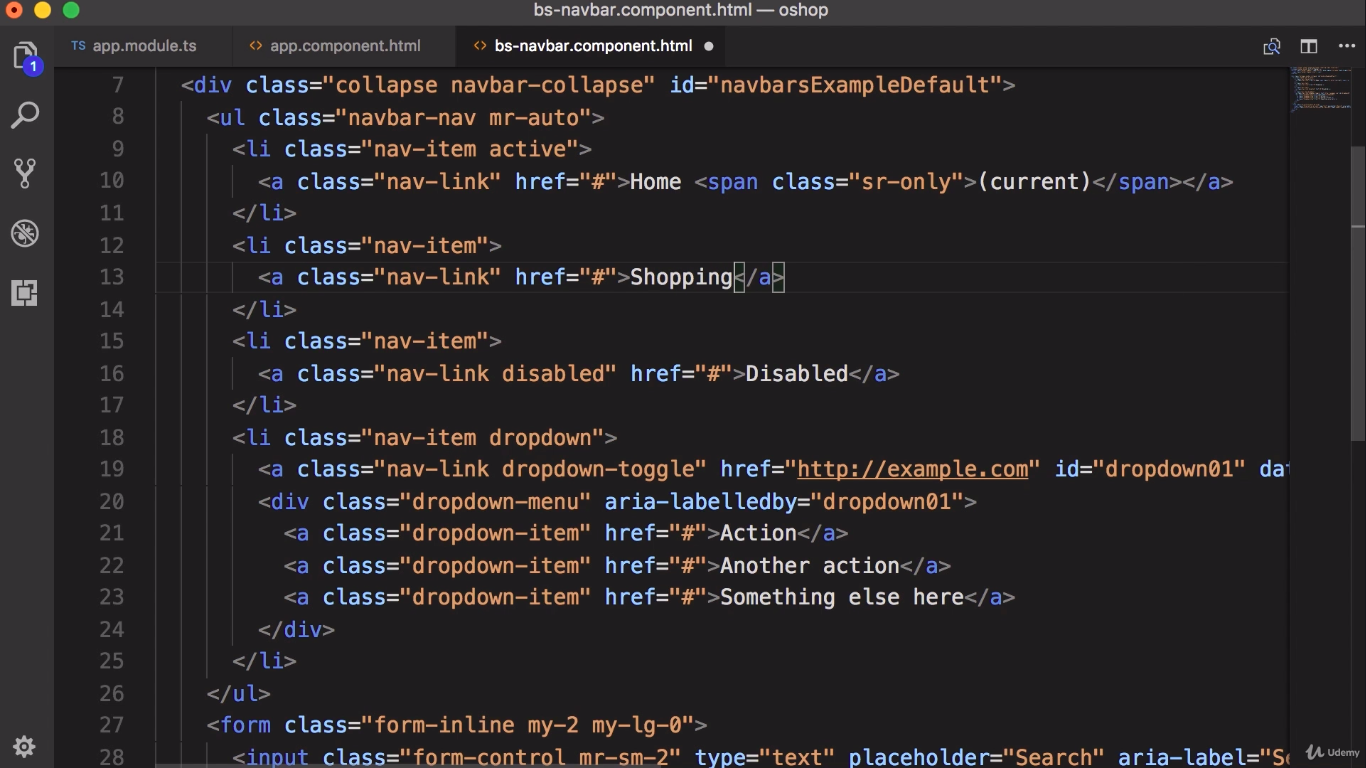 bs-navbar.component.html — oshop
TS app.module.ts <> app.component.html <> bs-navbar.component.html
1
7 <div class="collapse navbar-collapse" id="navbarsExampleDefault">
8 <ul class="navbar-nav mr-auto">
9 <li class="nav-item active">
10 <a class="nav-link" href="#">Home <span class="sr-only">(current)</span></a>
11 </li>
12 <li class="nav-item">
13 <a class="nav-link" href="#">Shopping</a>
14 </li>
15 <li class="nav-item">
16 <a class="nav-link disabled" href="#">Disabled</a>
17 </li>
18 <li class="nav-item dropdown">
19 <a class="nav-link dropdown-toggle" href="http://example.com" id="dropdown01" dat
20 <div class="dropdown-menu" aria-labelledby="dropdown01">
21 <a class="dropdown-item" href="#">Action</a>
22 <a class="dropdown-item" href="#">Another action</a>
23 <a class="dropdown-item" href="#">Something else here</a>
24 </div>
25 </li>
26 </ul>
27 <form class="form-inline my-2 my-lg-0">
28 <input class="form-control mr-sm-2" type="text" placeholder="Search" aria-label="Se
Udemy